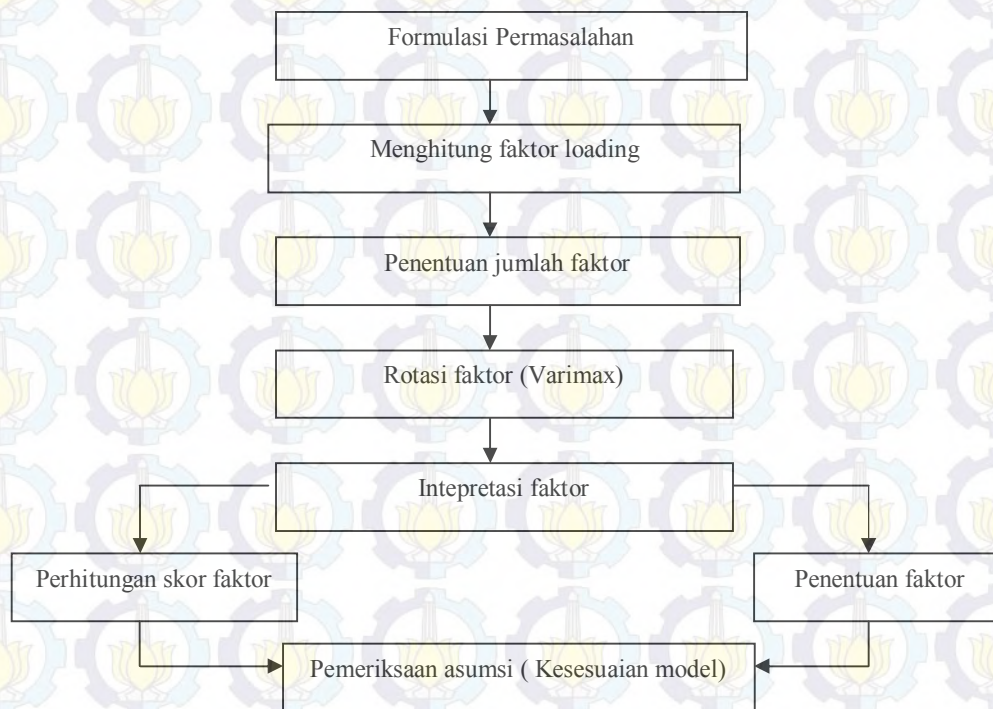 Formulasi Permasalahan
Menghitung faktor loading
Penentuan jumlah faktor
Rotasi faktor (Varimax)
Intepretasi faktor
Perhitungan skor faktor
Penentuan faktor
Pemeriksaan asumsi ( Kesesuaian model)